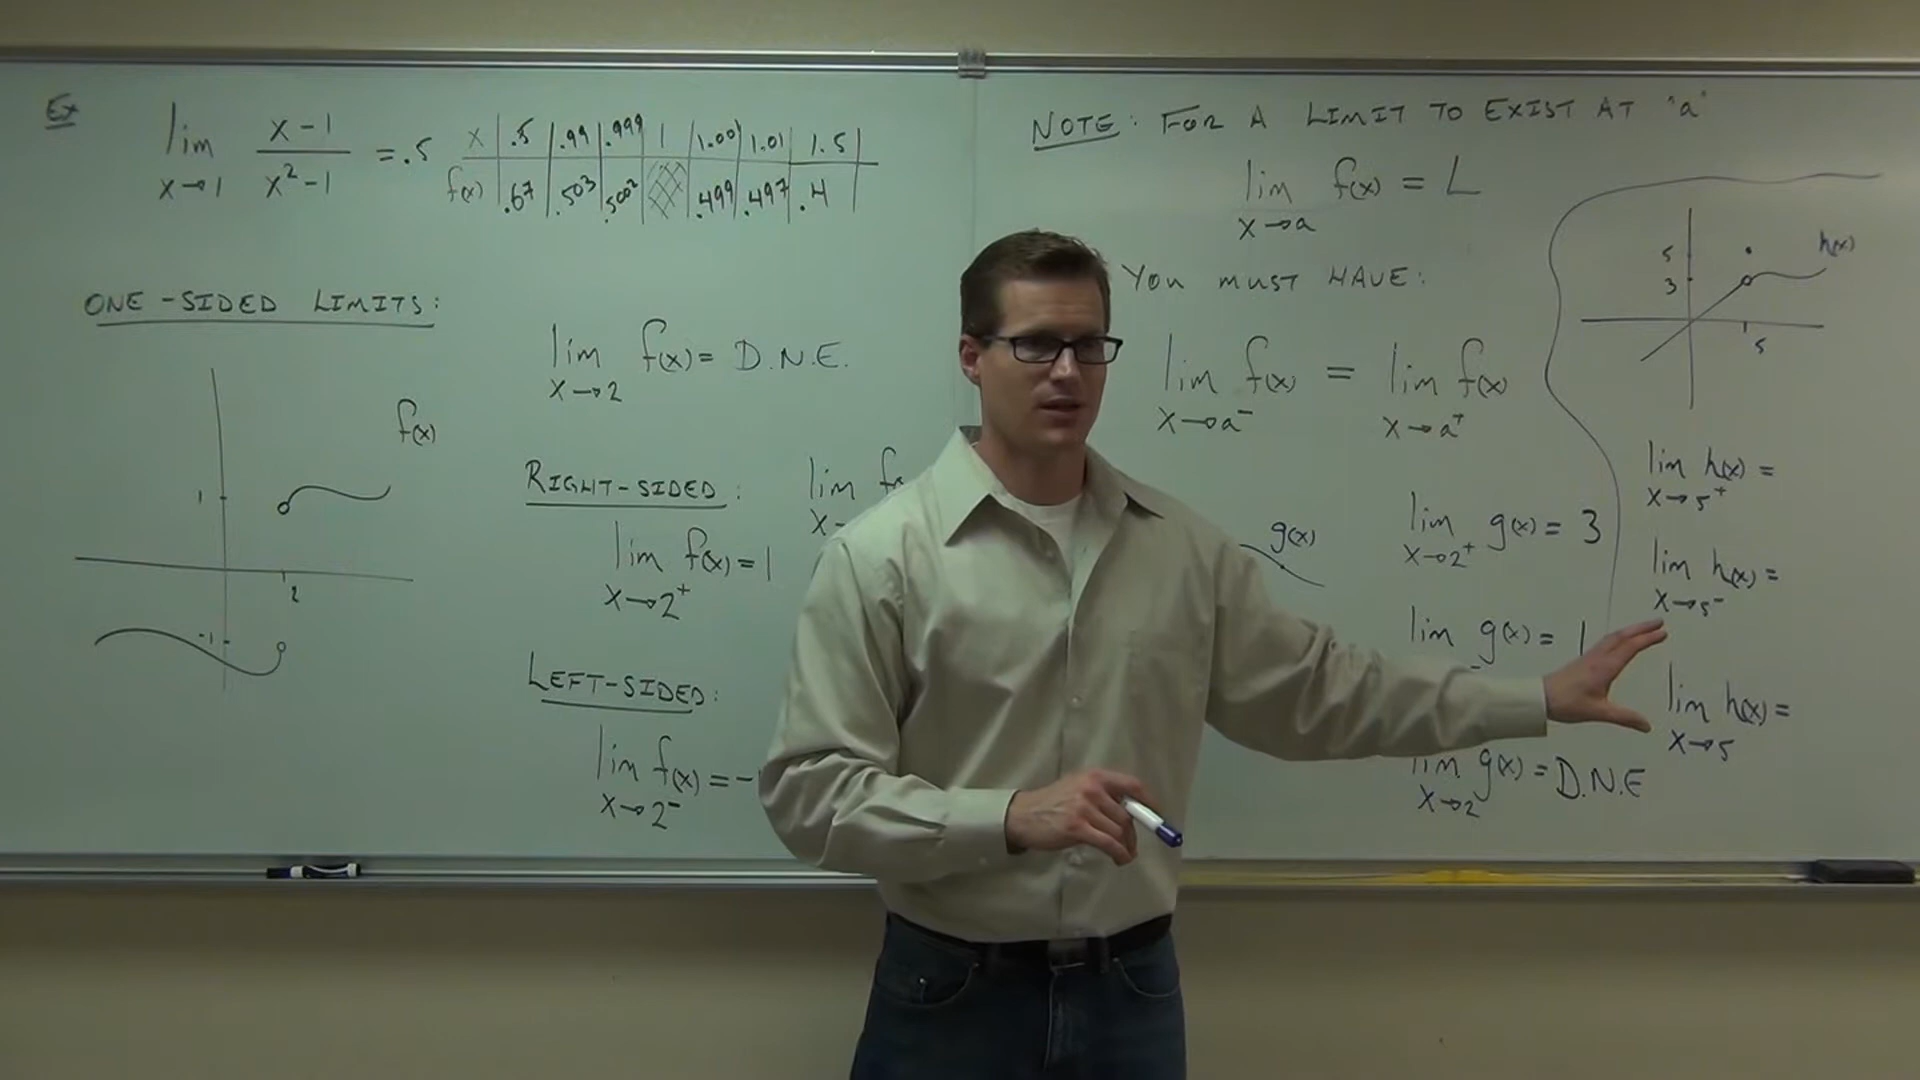 Ex
lim x-1 / x²-1 = .5
x→1
x | .5 | .99 | .999 | 1 | 1.001 | 1.01 | 1.5 |
f(x) | .67 | .503 | .5002 | | .499 | .497 | .4 |
ONE-SIDED LIMITS:
f(x)
1
2
-1
lim f(x) = D.N.E.
x→2
RIGHT-SIDED:
lim f(x) = 1
x→2⁺
LEFT-SIDED:
lim f(x) = -
x→2⁻
lim
x→
NOTE: FOR A LIMIT TO EXIST AT "a"
lim f(x) = L
x→a
YOU MUST HAVE:
lim f(x) = lim f(x)
x→a⁻ x→a⁺
g(x)
lim g(x) = 3
x→2⁺
lim g(x) = 1
lim g(x) = D.N.E
x→2
h(x)
5
3
5
lim h(x) =
x→5⁺
lim h(x) =
x→5⁻
lim h(x) =
x→5